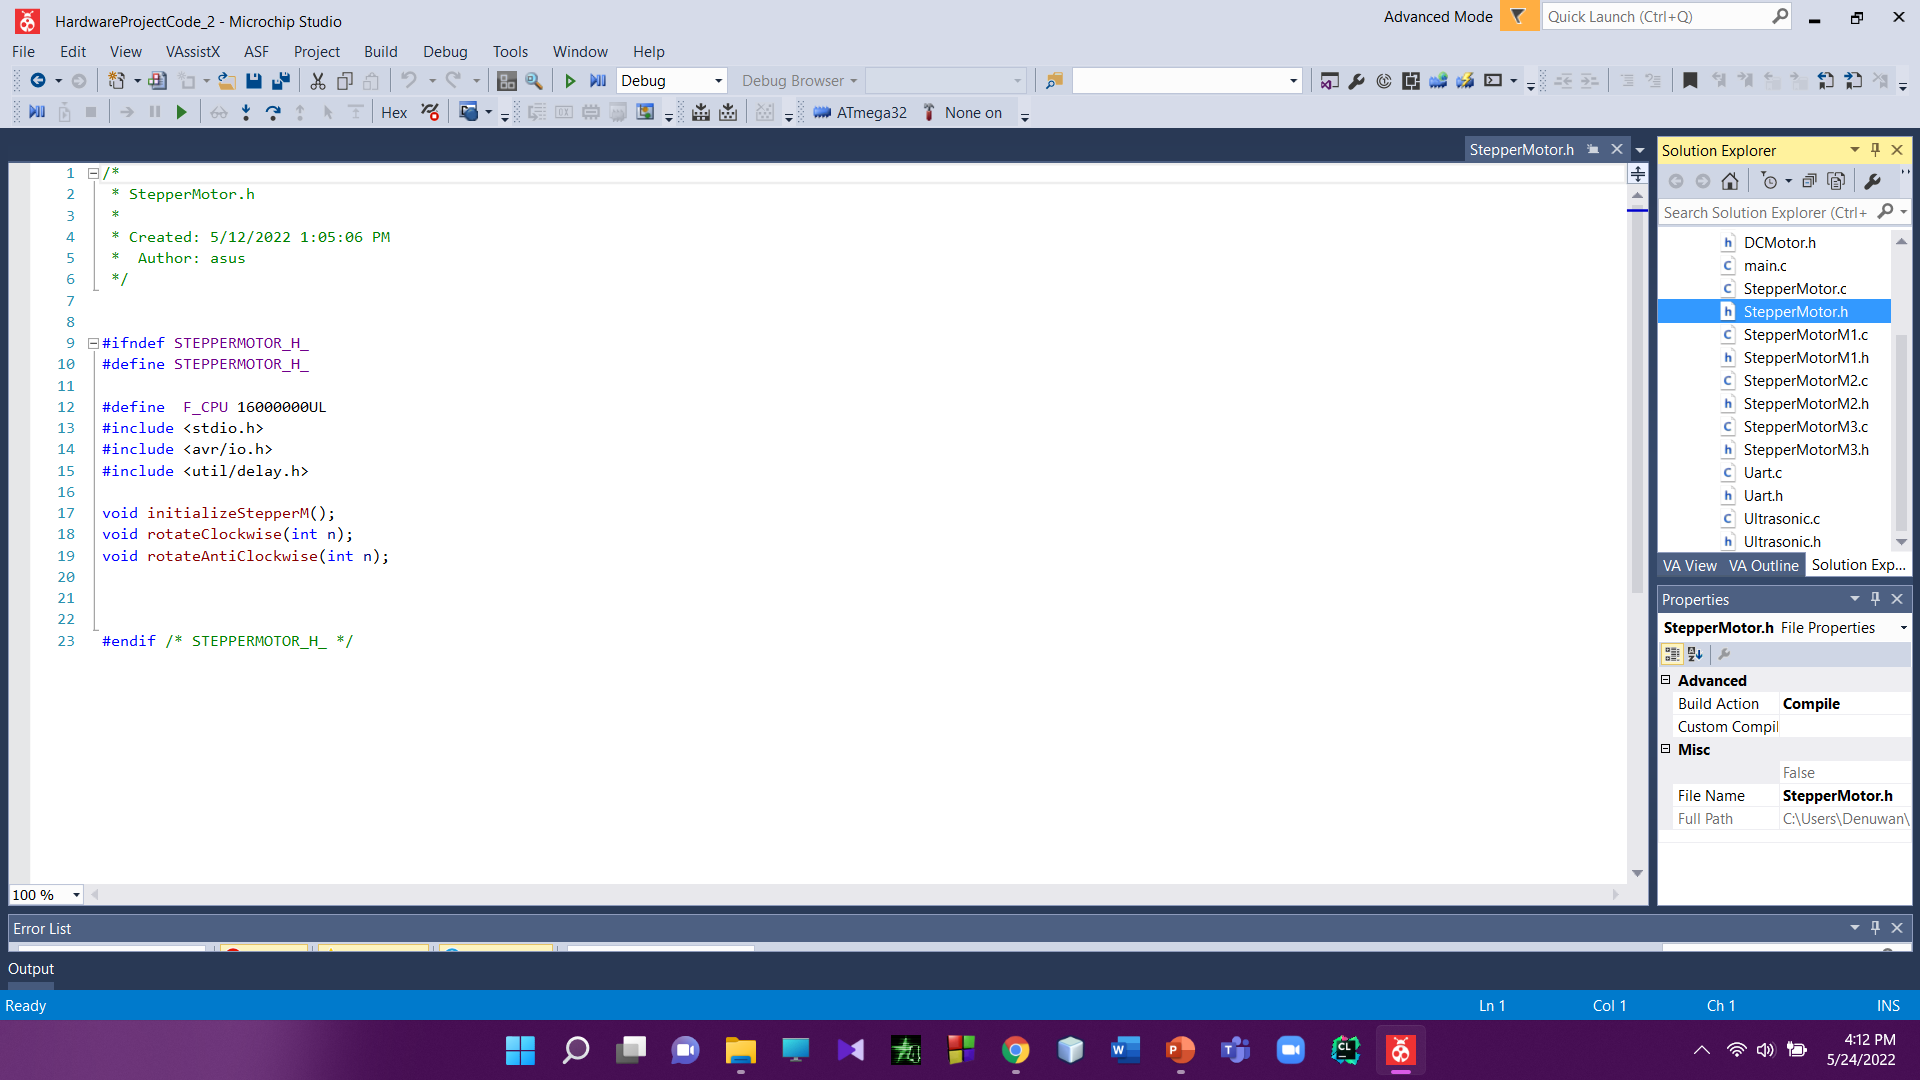 HardwareProjectCode_2 - Microchip Studio
Advanced Mode
Quick Launch (Ctrl+Q)
File Edit View VAssistX ASF Project Build Debug Tools Window Help
Debug
Debug Browser
Hex
ATmega32
None on
StepperMotor.h
1 /*
2 * StepperMotor.h
3 *
4 * Created: 5/12/2022 1:05:06 PM
5 * Author: asus
6 */
7
8
9 #ifndef STEPPERMOTOR_H_
10 #define STEPPERMOTOR_H_
11
12 #define F_CPU 16000000UL
13 #include <stdio.h>
14 #include <avr/io.h>
15 #include <util/delay.h>
16
17 void initializeStepperM();
18 void rotateClockwise(int n);
19 void rotateAntiClockwise(int n);
20
21
22
23 #endif /* STEPPERMOTOR_H_ */
100 %
Solution Explorer
Search Solution Explorer (Ctrl+
DCMotor.h
main.c
StepperMotor.c
StepperMotor.h
StepperMotorM1.c
StepperMotorM1.h
StepperMotorM2.c
StepperMotorM2.h
StepperMotorM3.c
StepperMotorM3.h
Uart.c
Uart.h
Ultrasonic.c
Ultrasonic.h
VA View VA Outline Solution Exp...
Properties
StepperMotor.h File Properties
Advanced
Build Action Compile
Custom Compil
Misc
False
File Name StepperMotor.h
Full Path C:\Users\Denuwan\
Error List
Output
Ready
Ln 1 Col 1 Ch 1 INS
4:12 PM
5/24/2022